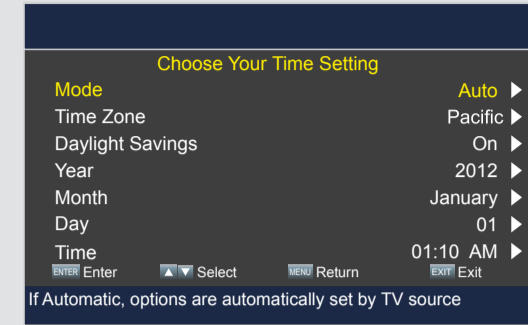 Choose Your Time Setting
Mode Auto
Time Zone Pacific
Daylight Savings On
Year 2012
Month January
Day 01
Time 01:10 AM
ENTER Enter ▲▼ Select MENU Return EXIT Exit
If Automatic, options are automatically set by TV source